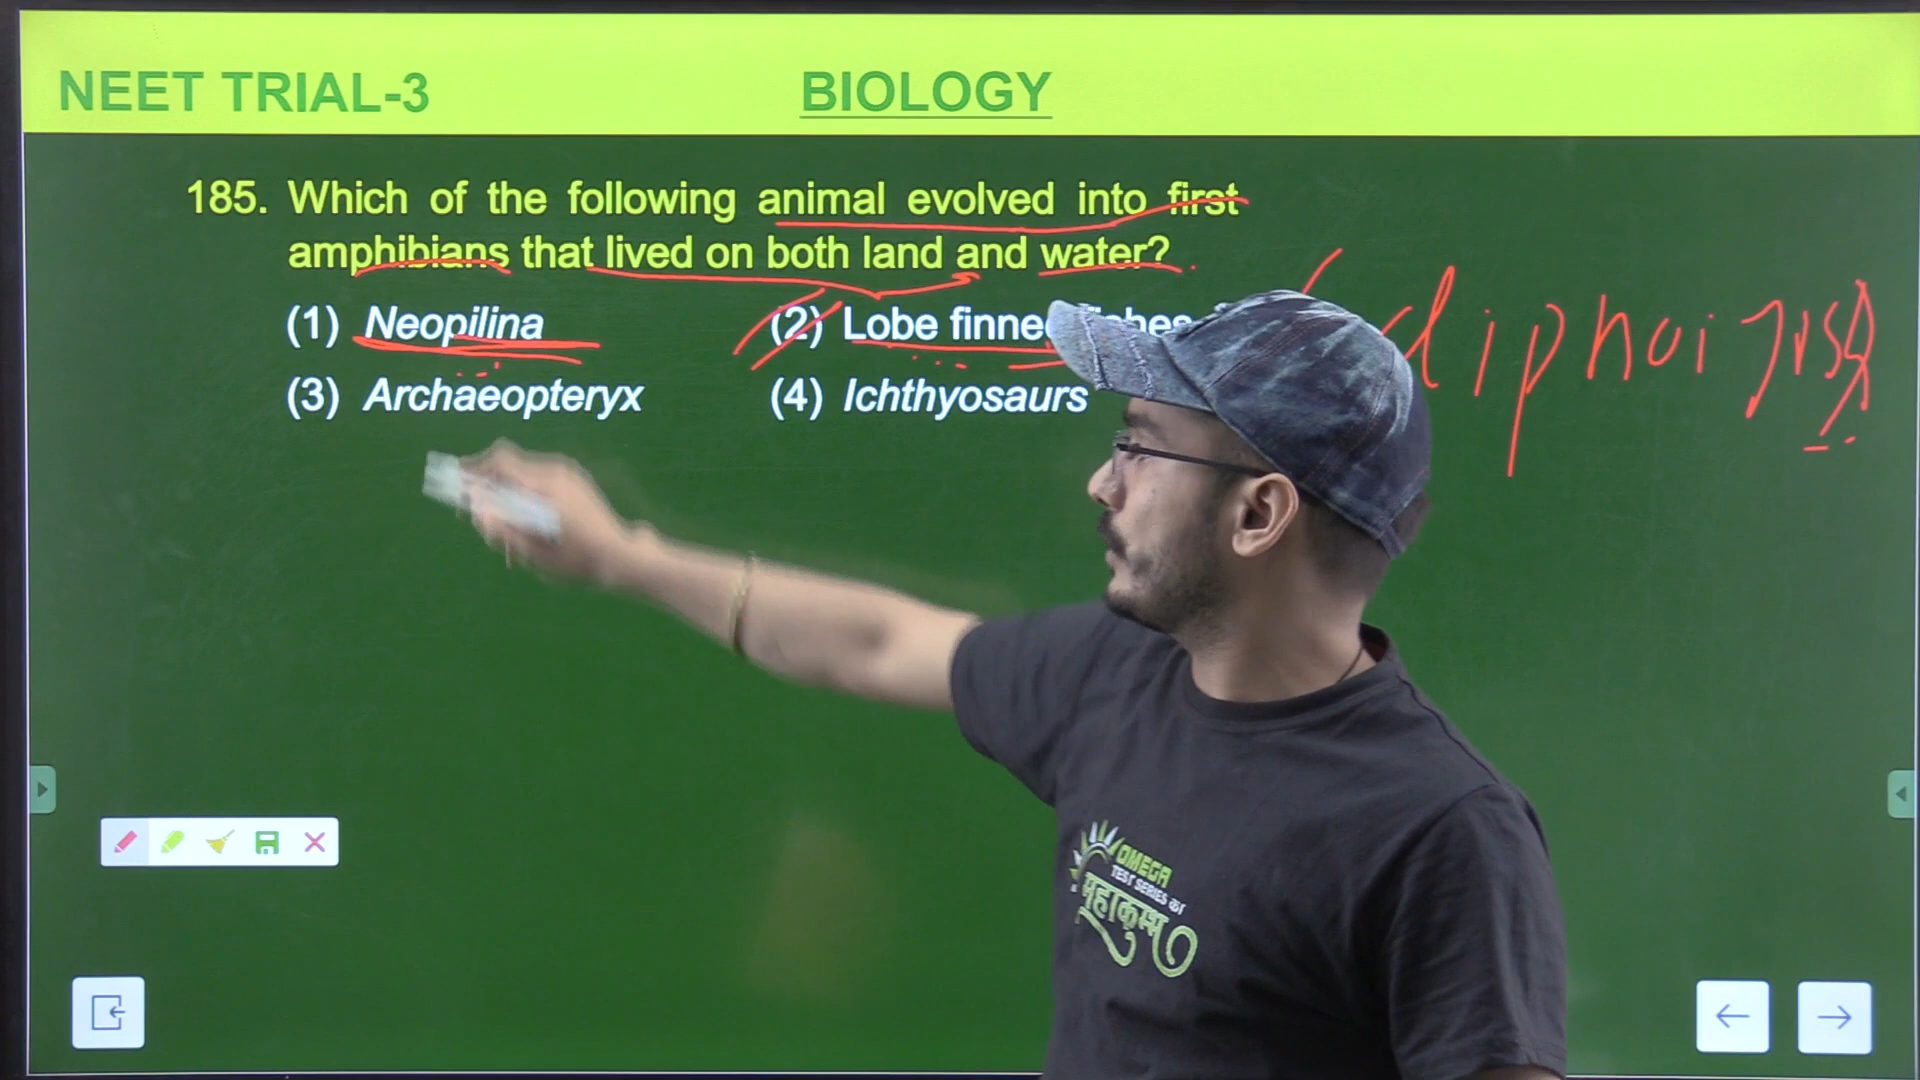 NEET TRIAL-3
BIOLOGY
185. Which of the following animal evolved into first
amphibians that lived on both land and water?
(1) Neopilina
(2) Lobe finned
(3) Archaeopteryx
(4) Ichthyosaurs
OMEGA
TEST SERIES का
महाकुम्भ